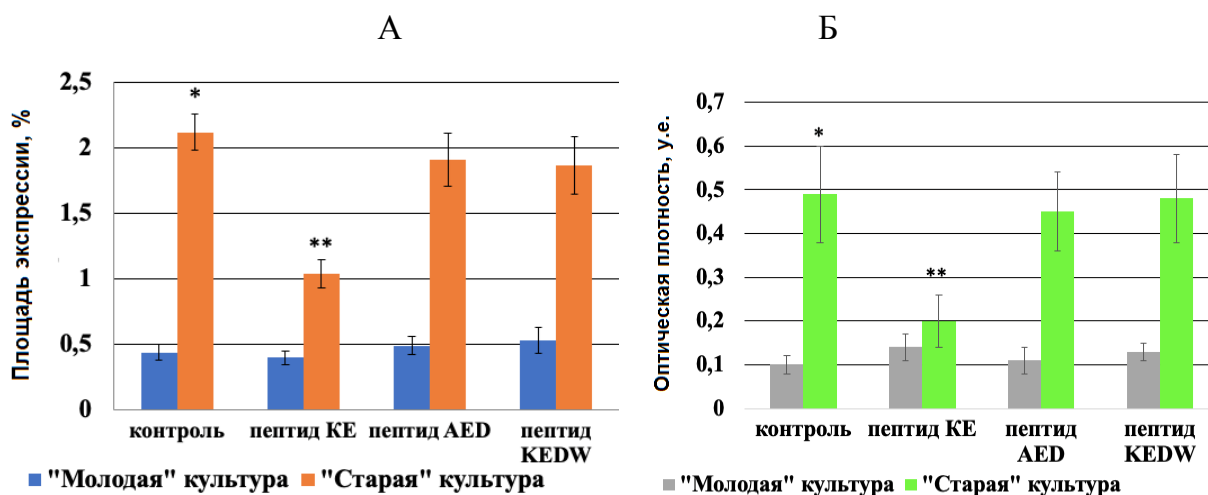 А
Площадь экспрессии, %
2,5
2
1,5
1
0,5
0
*
**
контроль
пептид КЕ
пептид AED
пептид
KEDW
"Молодая" культура
"Старая" культура
Б
Оптическая плотность, у.е.
0,7
0,6
0,5
0,4
0,3
0,2
0,1
0
*
**
контроль
пептид КЕ
пептид
AED
пептид
KEDW
"Молодая" культура
"Старая" культура